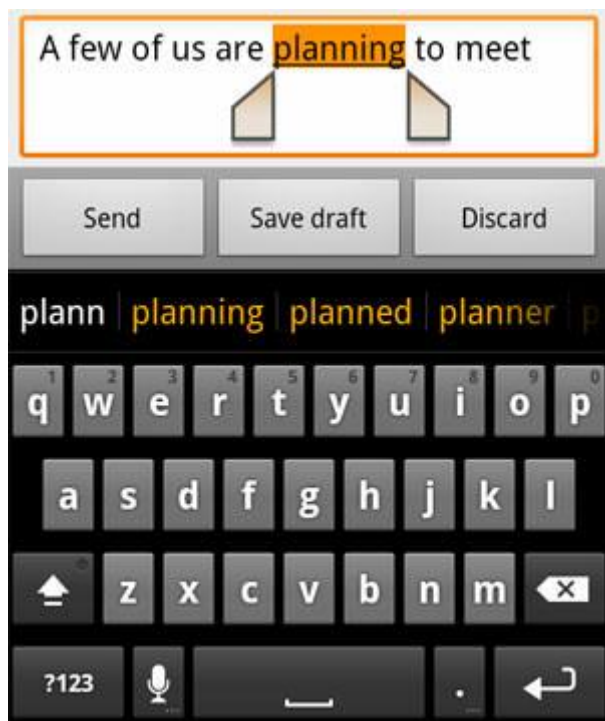 A few of us are planning to meet
Send Save draft Discard
plann planning planned planner p
1 2 3 4 5 6 7 8 9 0
q w e r t y u i o p
a s d f g h j k l
z x c v b n m
?123 . ...